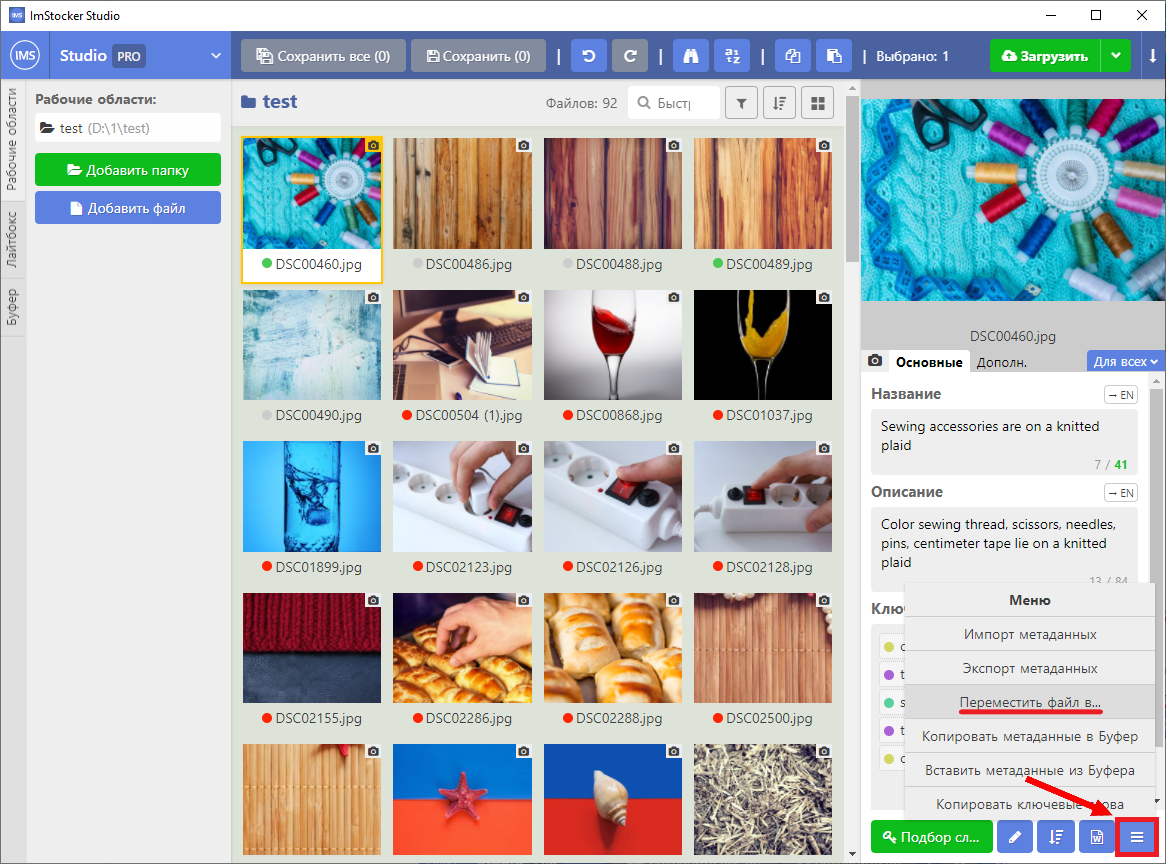 ImStocker Studio
IMS
Studio PRO
Сохранить все (0)
Сохранить (0)
Выбрано: 1
Загрузить
Рабочие области
Лайтбокс
Буфер
Рабочие области:
test (D:\1\test)
Добавить папку
Добавить файл
test
Файлов: 92
Быстр
DSC00460.jpg
DSC00486.jpg
DSC00488.jpg
DSC00489.jpg
DSC00490.jpg
DSC00504 (1).jpg
DSC00868.jpg
DSC01037.jpg
DSC01899.jpg
DSC02123.jpg
DSC02126.jpg
DSC02128.jpg
DSC02155.jpg
DSC02286.jpg
DSC02288.jpg
DSC02500.jpg
DSC00460.jpg
Основные
Дополн.
Для всех
Название
→ EN
Sewing accessories are on a knitted
plaid
7 / 41
Описание
→ EN
Color sewing thread, scissors, needles,
pins, centimeter tape lie on a knitted
plaid
13 / 84
Меню
Импорт метаданных
Экспорт метаданных
Переместить файл в...
Копировать метаданные в Буфер
Вставить метаданные из Буфера
Копировать ключевые слова
Подбор сл...